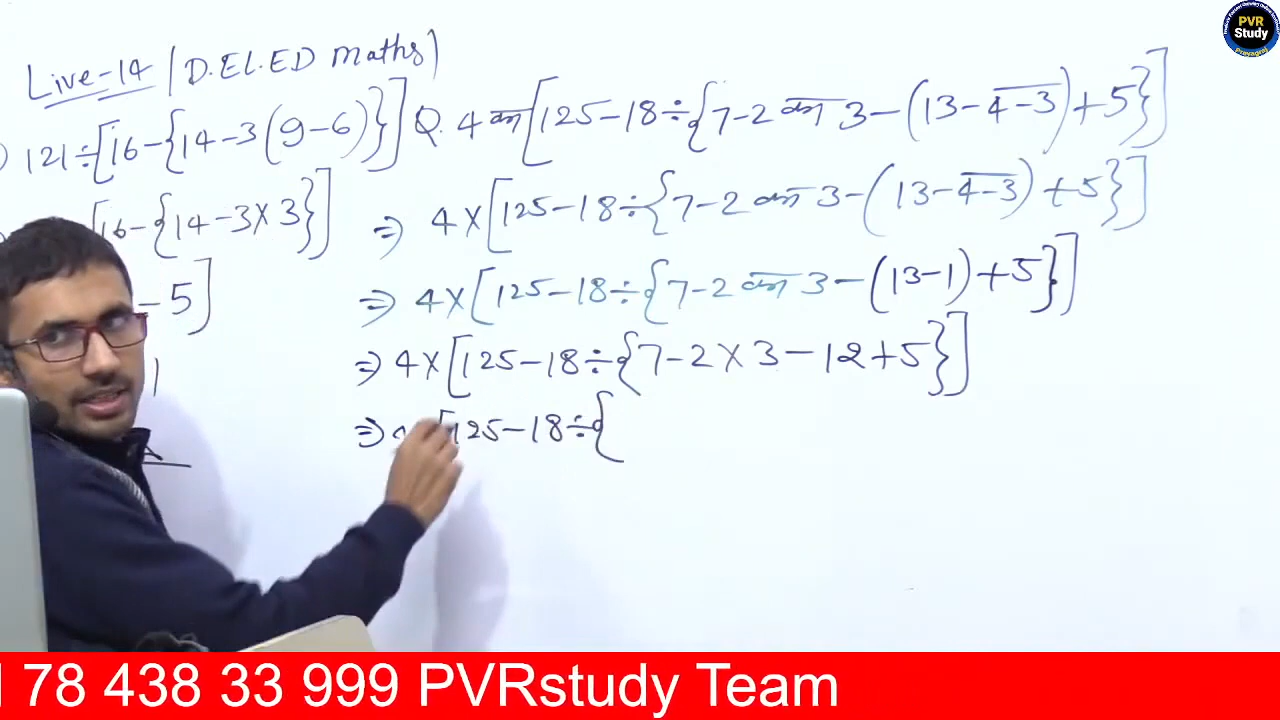 Live-14 (D.El.ED Maths)
121÷[16-{14-3(9-6)}]
[16-{14-3×3}]
-5]
1
A
Q. 4 का [125-18÷{7-2 का 3-(13-4̅-̅3̅)+5}]
⇒ 4×[125-18÷{7-2 का 3-(13-4̅-̅3̅)+5}]
⇒ 4×[125-18÷{7-2 का 3-(13-1)+5}]
⇒ 4×[125-18÷{7-2×3-12+5}]
⇒ [125-18÷{
PVR
Study
Prayagraj
78 438 33 999 PVRstudy Team